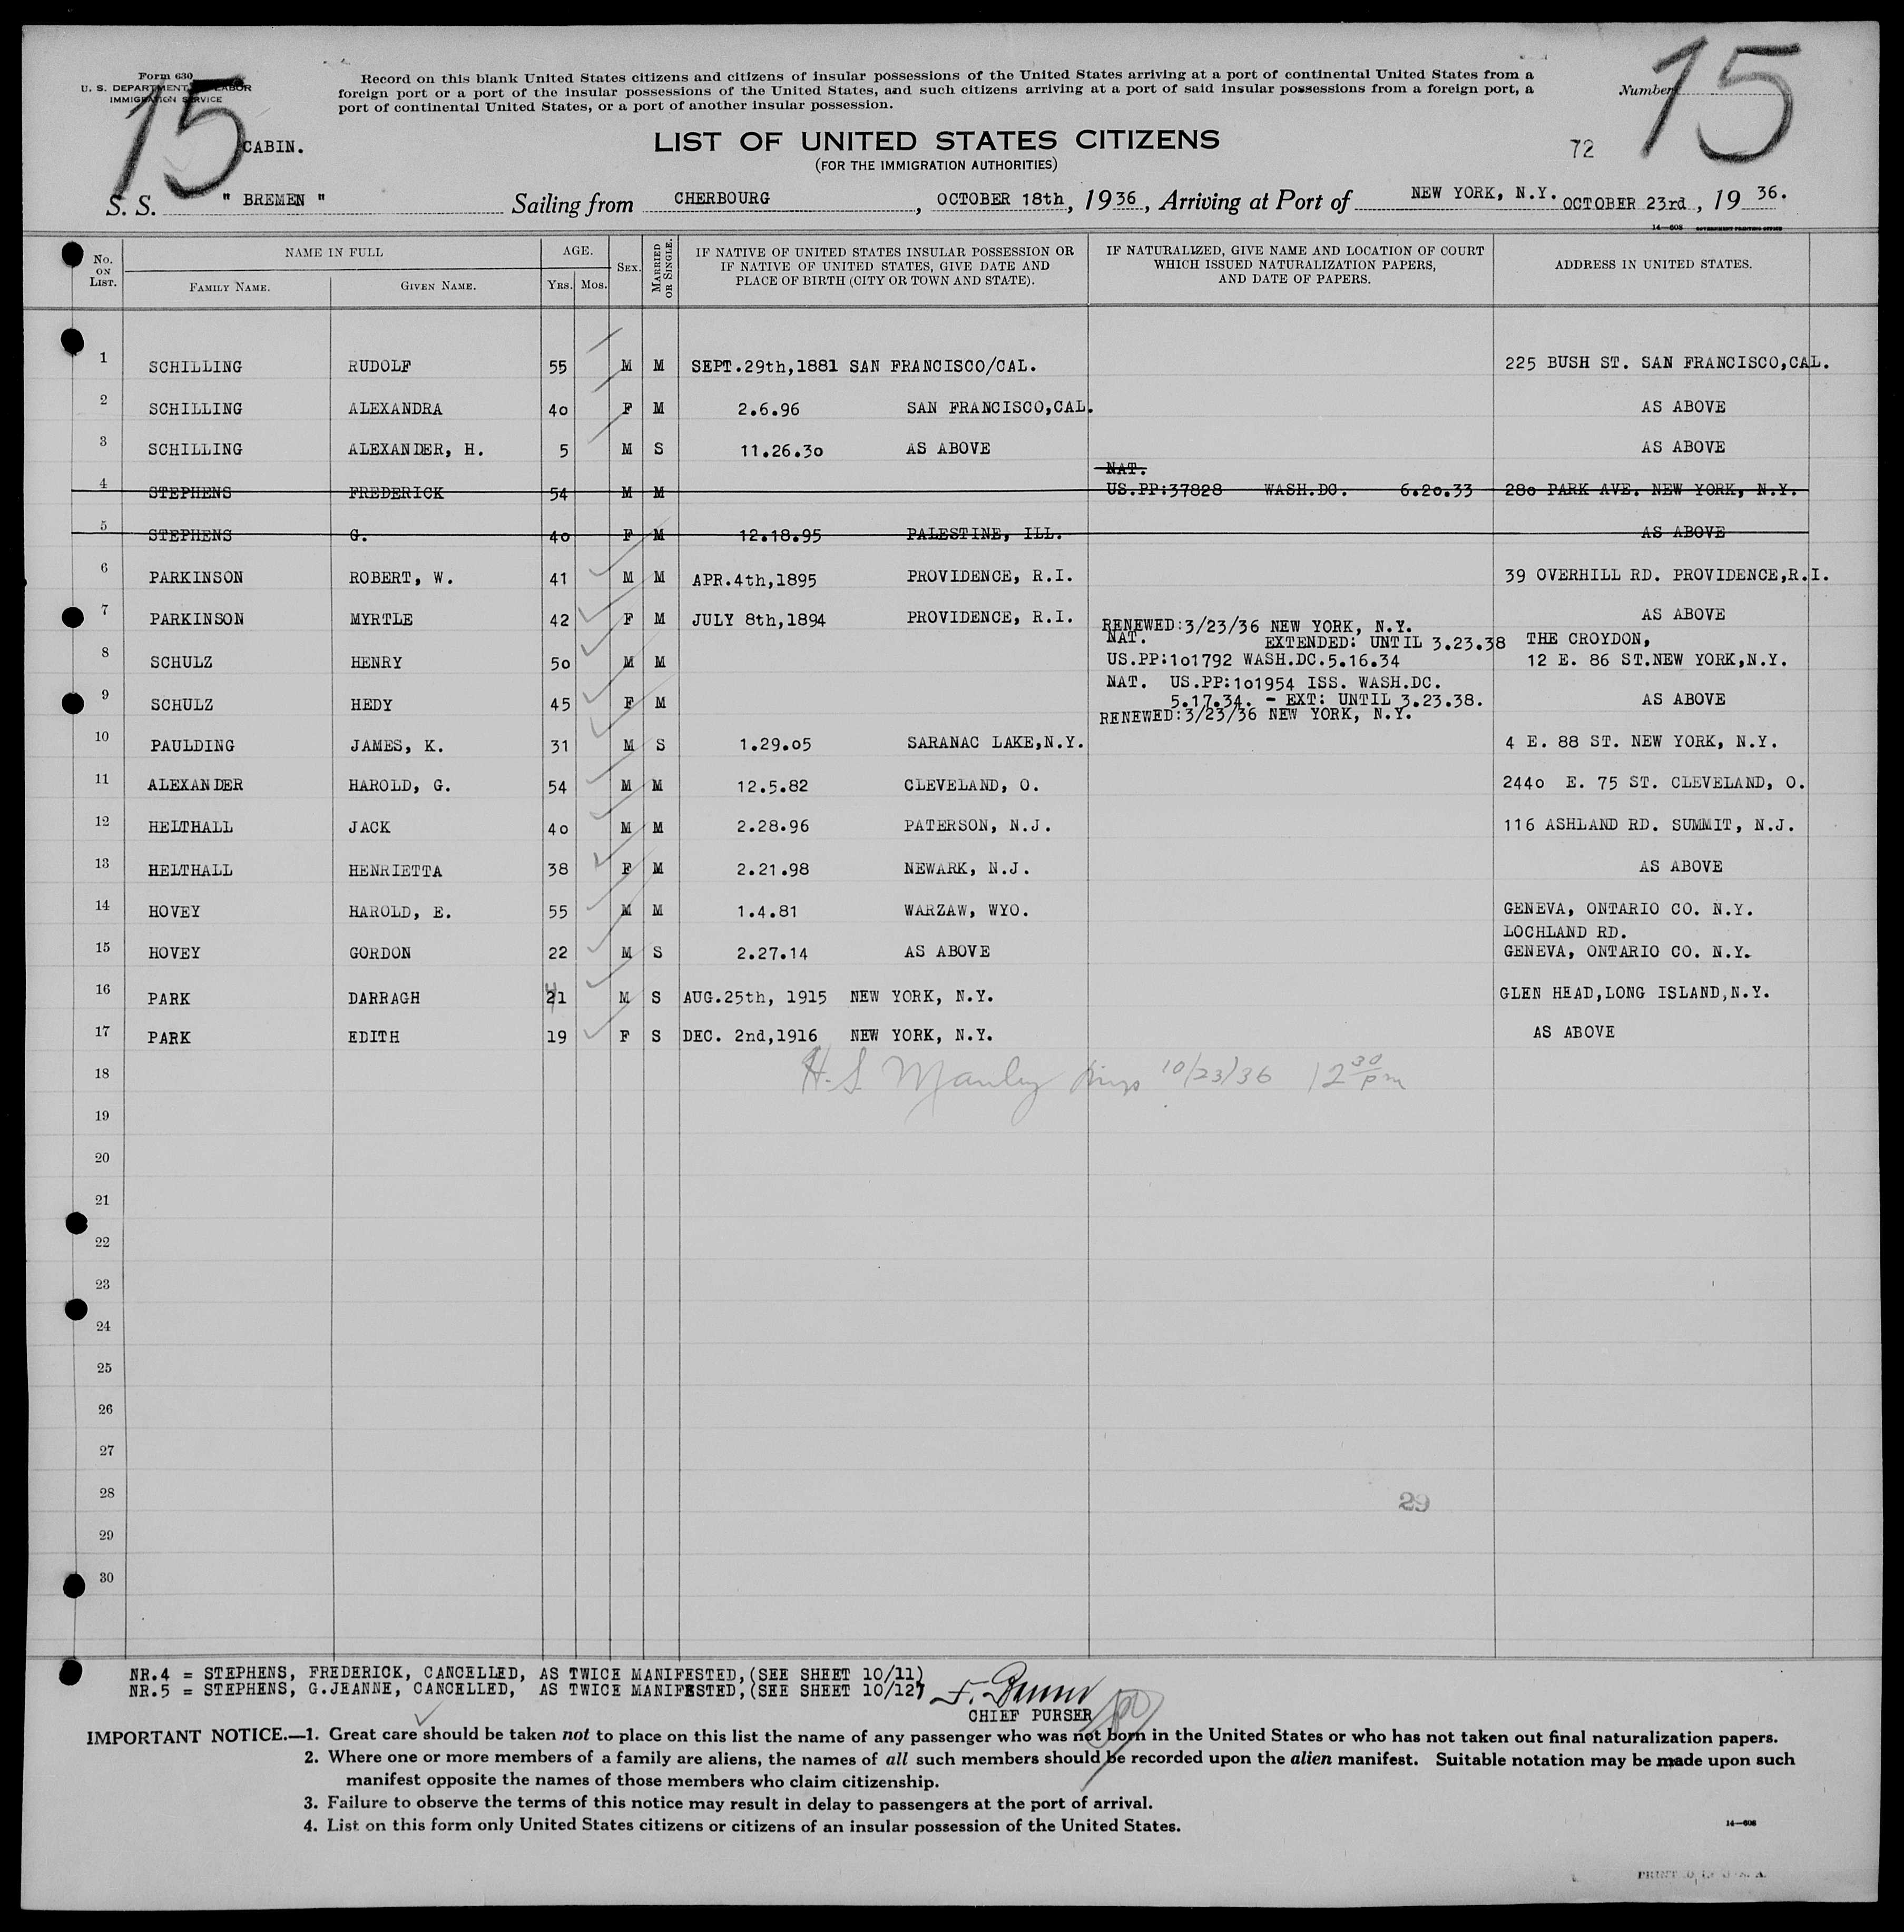 Form 630
U. S. DEPARTMENT OF LABOR
IMMIGRATION SERVICE
15
CABIN.
Record on this blank United States citizens and citizens of insular possessions of the United States arriving at a port of continental United States from a
foreign port or a port of the insular possessions of the United States, and such citizens arriving at a port of said insular possessions from a foreign port, a
port of continental United States, or a port of another insular possession.
Number
15
LIST OF UNITED STATES CITIZENS
(FOR THE IMMIGRATION AUTHORITIES)
72
S. S. " BREMEN " Sailing from CHERBOURG, OCTOBER 18th, 1936, Arriving at Port of NEW YORK, N.Y. OCTOBER 23rd, 1936.
14—608 GOVERNMENT PRINTING OFFICE
No. ON LIST. NAME IN FULL FAMILY NAME. GIVEN NAME. AGE. YRS. MOS. SEX. MARRIED OR SINGLE. IF NATIVE OF UNITED STATES INSULAR POSSESSION OR IF NATIVE OF UNITED STATES, GIVE DATE AND PLACE OF BIRTH (CITY OR TOWN AND STATE). IF NATURALIZED, GIVE NAME AND LOCATION OF COURT WHICH ISSUED NATURALIZATION PAPERS, AND DATE OF PAPERS. ADDRESS IN UNITED STATES.
1 SCHILLING RUDOLF 55 M M SEPT.29th,1881 SAN FRANCISCO/CAL. 225 BUSH ST. SAN FRANCISCO,CAL.
2 SCHILLING ALEXANDRA 40 F M 2.6.96 SAN FRANCISCO,CAL. AS ABOVE
3 SCHILLING ALEXANDER, H. 5 M S 11.26.30 AS ABOVE AS ABOVE
NAT.
4 STEPHENS FREDERICK 54 M M US.PP:37828 WASH.DC. 6.20.33 280 PARK AVE. NEW YORK, N.Y.
5 STEPHENS G. 40 F M 12.18.95 PALESTINE, ILL. AS ABOVE
6 PARKINSON ROBERT, W. 41 M M APR.4th,1895 PROVIDENCE, R.I. 39 OVERHILL RD. PROVIDENCE,R.I.
7 PARKINSON MYRTLE 42 F M JULY 8th,1894 PROVIDENCE, R.I. AS ABOVE
RENEWED:3/23/36 NEW YORK, N.Y.
NAT. EXTENDED: UNTIL 3.23.38 THE CROYDON,
8 SCHULZ HENRY 50 M M US.PP:101792 WASH.DC.5.16.34 12 E. 86 ST.NEW YORK,N.Y.
NAT. US.PP:101954 ISS. WASH.DC.
9 SCHULZ HEDY 45 F M 5.17.34. - EXT: UNTIL 3.23.38. AS ABOVE
RENEWED:3/23/36 NEW YORK, N.Y.
10 PAULDING JAMES, K. 31 M S 1.29.05 SARANAC LAKE,N.Y. 4 E. 88 ST. NEW YORK, N.Y.
11 ALEXANDER HAROLD, G. 54 M M 12.5.82 CLEVELAND, O. 2440 E. 75 ST. CLEVELAND, O.
12 HELTHALL JACK 40 M M 2.28.96 PATERSON, N.J. 116 ASHLAND RD. SUMMIT, N.J.
13 HELTHALL HENRIETTA 38 F M 2.21.98 NEWARK, N.J. AS ABOVE
14 HOVEY HAROLD, E. 55 M M 1.4.81 WARZAW, WYO. GENEVA, ONTARIO CO. N.Y.
LOCHLAND RD.
15 HOVEY GORDON 22 M S 2.27.14 AS ABOVE GENEVA, ONTARIO CO. N.Y.
16 PARK DARRAGH 21 M S AUG.25th, 1915 NEW YORK, N.Y. GLEN HEAD,LONG ISLAND,N.Y.
17 PARK EDITH 19 F S DEC. 2nd,1916 NEW YORK, N.Y. AS ABOVE
18 H. S. Manley 10/23/36 12 30 pm
19
20
21
22
23
24
25
26
27
28
29
29
30
NR.4 = STEPHENS, FREDERICK, CANCELLED, AS TWICE MANIFESTED,(SEE SHEET 10/11)
NR.5 = STEPHENS, G.JEANNE, CANCELLED, AS TWICE MANIFESTED,(SEE SHEET 10/12)
CHIEF PURSER
IMPORTANT NOTICE.—1. Great care should be taken not to place on this list the name of any passenger who was not born in the United States or who has not taken out final naturalization papers.
2. Where one or more members of a family are aliens, the names of all such members should be recorded upon the alien manifest. Suitable notation may be made upon such
manifest opposite the names of those members who claim citizenship.
3. Failure to observe the terms of this notice may result in delay to passengers at the port of arrival.
4. List on this form only United States citizens or citizens of an insular possession of the United States.
14—608